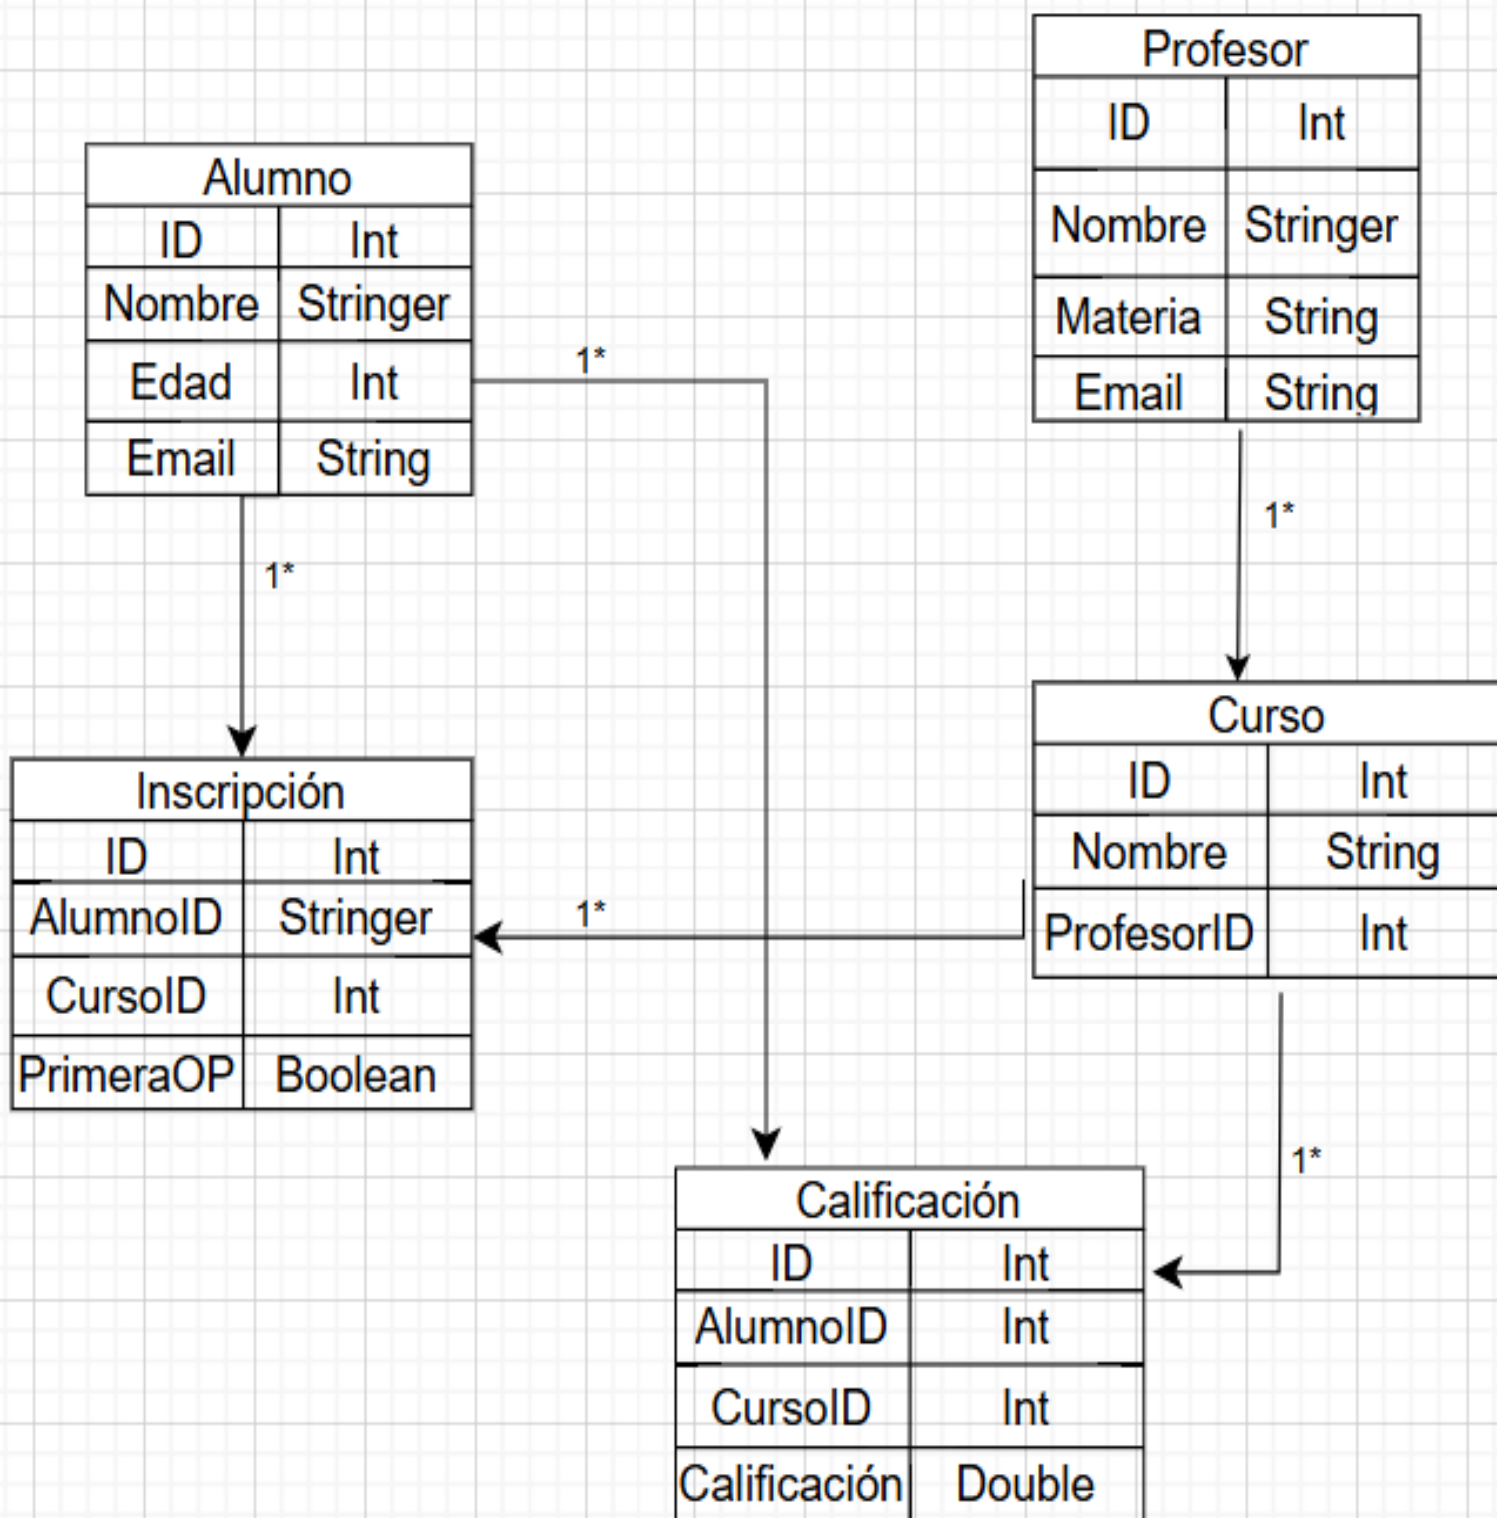 Profesor
ID Int
Nombre Stringer
Materia String
Email String
Alumno
ID Int
Nombre Stringer
Edad Int
Email String
1*
1*
1*
Curso
ID Int
Nombre String
ProfesorID Int
Inscripción
ID Int
AlumnoID Stringer
CursoID Int
PrimeraOP Boolean
1*
1*
Calificación
ID Int
AlumnoID Int
CursoID Int
Calificación Double